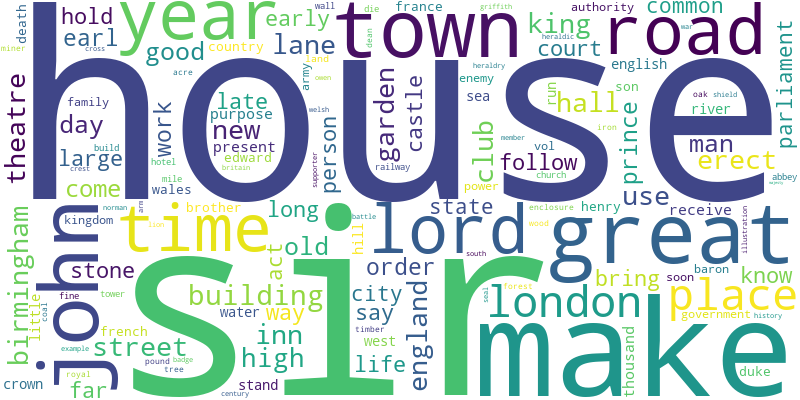 house
sir
make
great
town
road
lord
john
time
year
london
place
king
hall
street
building
birmingham
new
day
old
inn
high
far
way
say
city
life
order
england
state
long
act
hill
stone
come
large
work
late
early
lane
good
earl
hold
death
theatre
country
family
purpose
present
edward
build
hotel
mile
wales
crest
acre
miner
cross
wall
die
france
griffith
dean
army
land
owen
welsh
britain
supporter
person
garden
castle
railway
sea
enemy
club
follow
power
member
vol
church
court
authority
common
war
heraldic
heraldry
english
son
run
prince
iron
oak
shield
river
man
erect
parliament
abbey
majesty
use
receive
henry
enclosure
wood
bring
soon
baron
know
illustration
government
history
duke
thousand
forest
seal
south
battle
west
timber
brother
norman
arm
lion
kingdom
fine
tower
coal
little
french
example
pound
badge
tree
royal
crown
water
stand
century